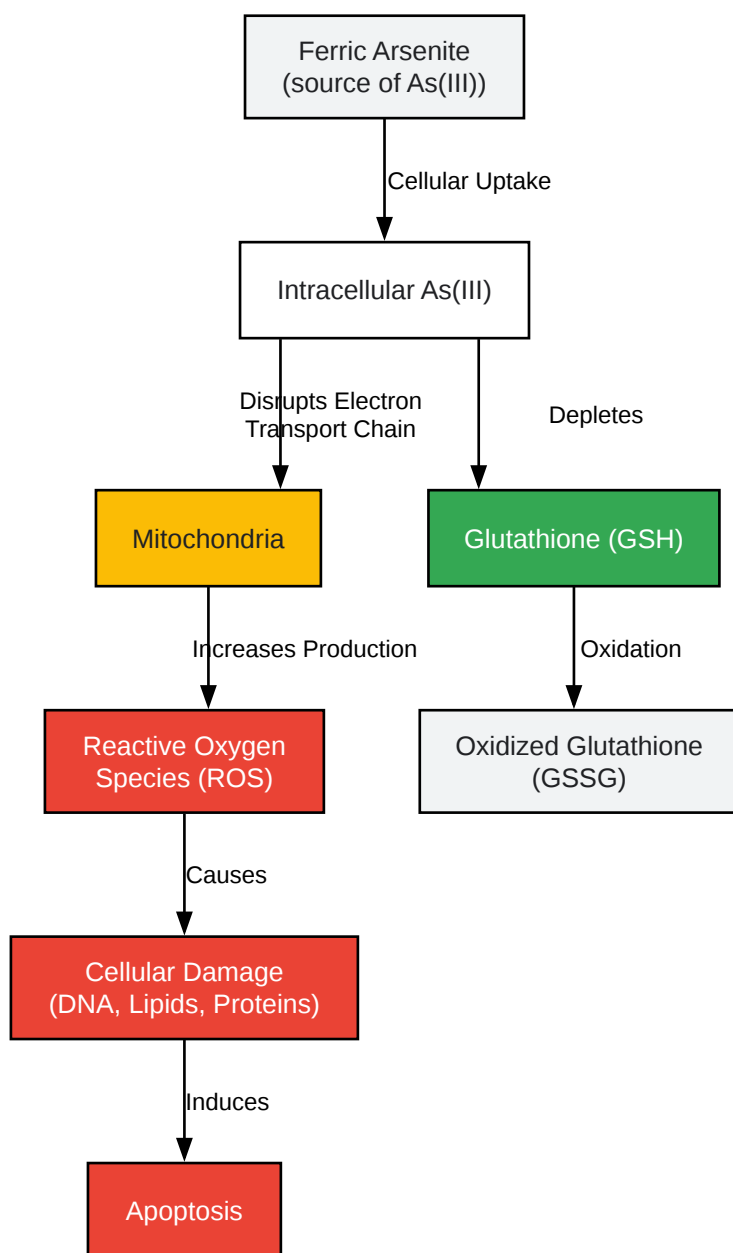 Ferric Arsenite
(source of As(III))
Cellular Uptake
Intracellular As(III)
Disrupts Electron
Transport Chain
Depletes
Mitochondria
Glutathione (GSH)
Increases Production
Oxidation
Reactive Oxygen
Species (ROS)
Oxidized Glutathione
(GSSG)
Causes
Cellular Damage
(DNA, Lipids, Proteins)
Induces
Apoptosis